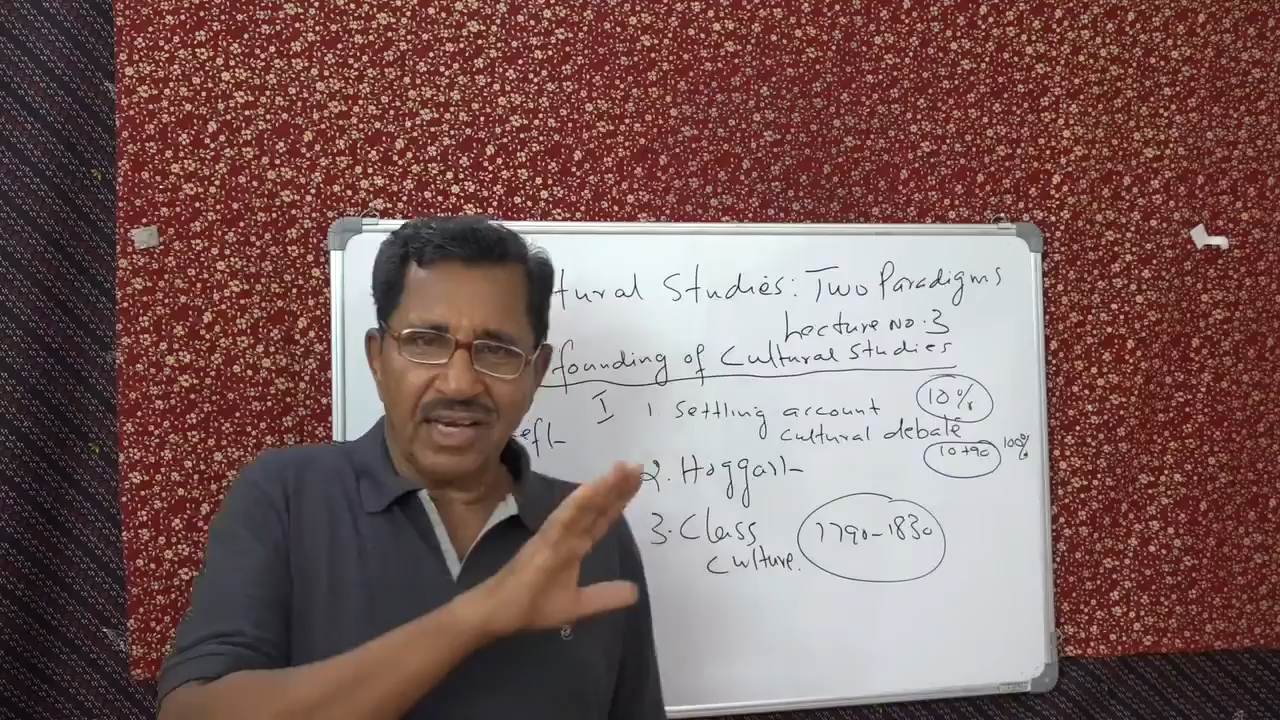 tural Studies: Two Paradigms
Lecture No. 3
founding of Cultural Studies
eft I 1. Settling account 10%
cultural debate
10+90 100%
2. Hoggart
3. Class 1790-1830
culture.